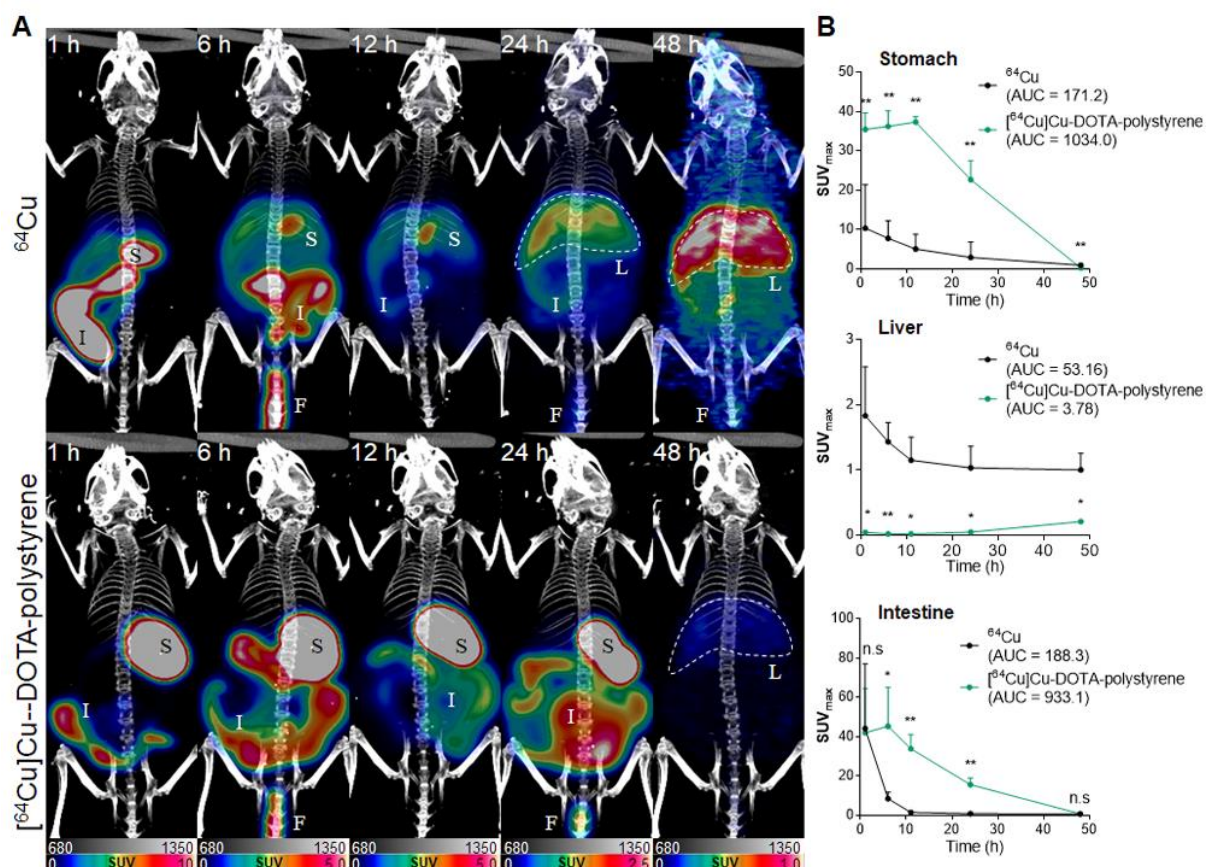 A
1 h 6 h 12 h 24 h 48 h
64Cu
S S S
I I I
L L
F F F
1 h 6 h 12 h 24 h 48 h
[64Cu]Cu--DOTA-polystyrene
S S S S
I I I I
L
F F
680 1350 680 1350 680 1350 680 1350 680 1350
0 SUV 10 0 SUV 5.0 0 SUV 5.0 0 SUV 2.5 0 SUV 1.0
B
Stomach
64Cu
(AUC = 171.2)
[64Cu]Cu-DOTA-polystyrene
(AUC = 1034.0)
SUVmax
50
40
30
20
10
0
** ** ** ** **
0 10 20 30 40 50
Time (h)
Liver
64Cu
(AUC = 53.16)
[64Cu]Cu-DOTA-polystyrene
(AUC = 3.78)
SUVmax
3
2
1
0
* ** * * *
0 10 20 30 40 50
Time (h)
Intestine
64Cu
(AUC = 188.3)
[64Cu]Cu-DOTA-polystyrene
(AUC = 933.1)
SUVmax
100
80
60
40
20
0
n.s * ** ** n.s
0 10 20 30 40 50
Time (h)